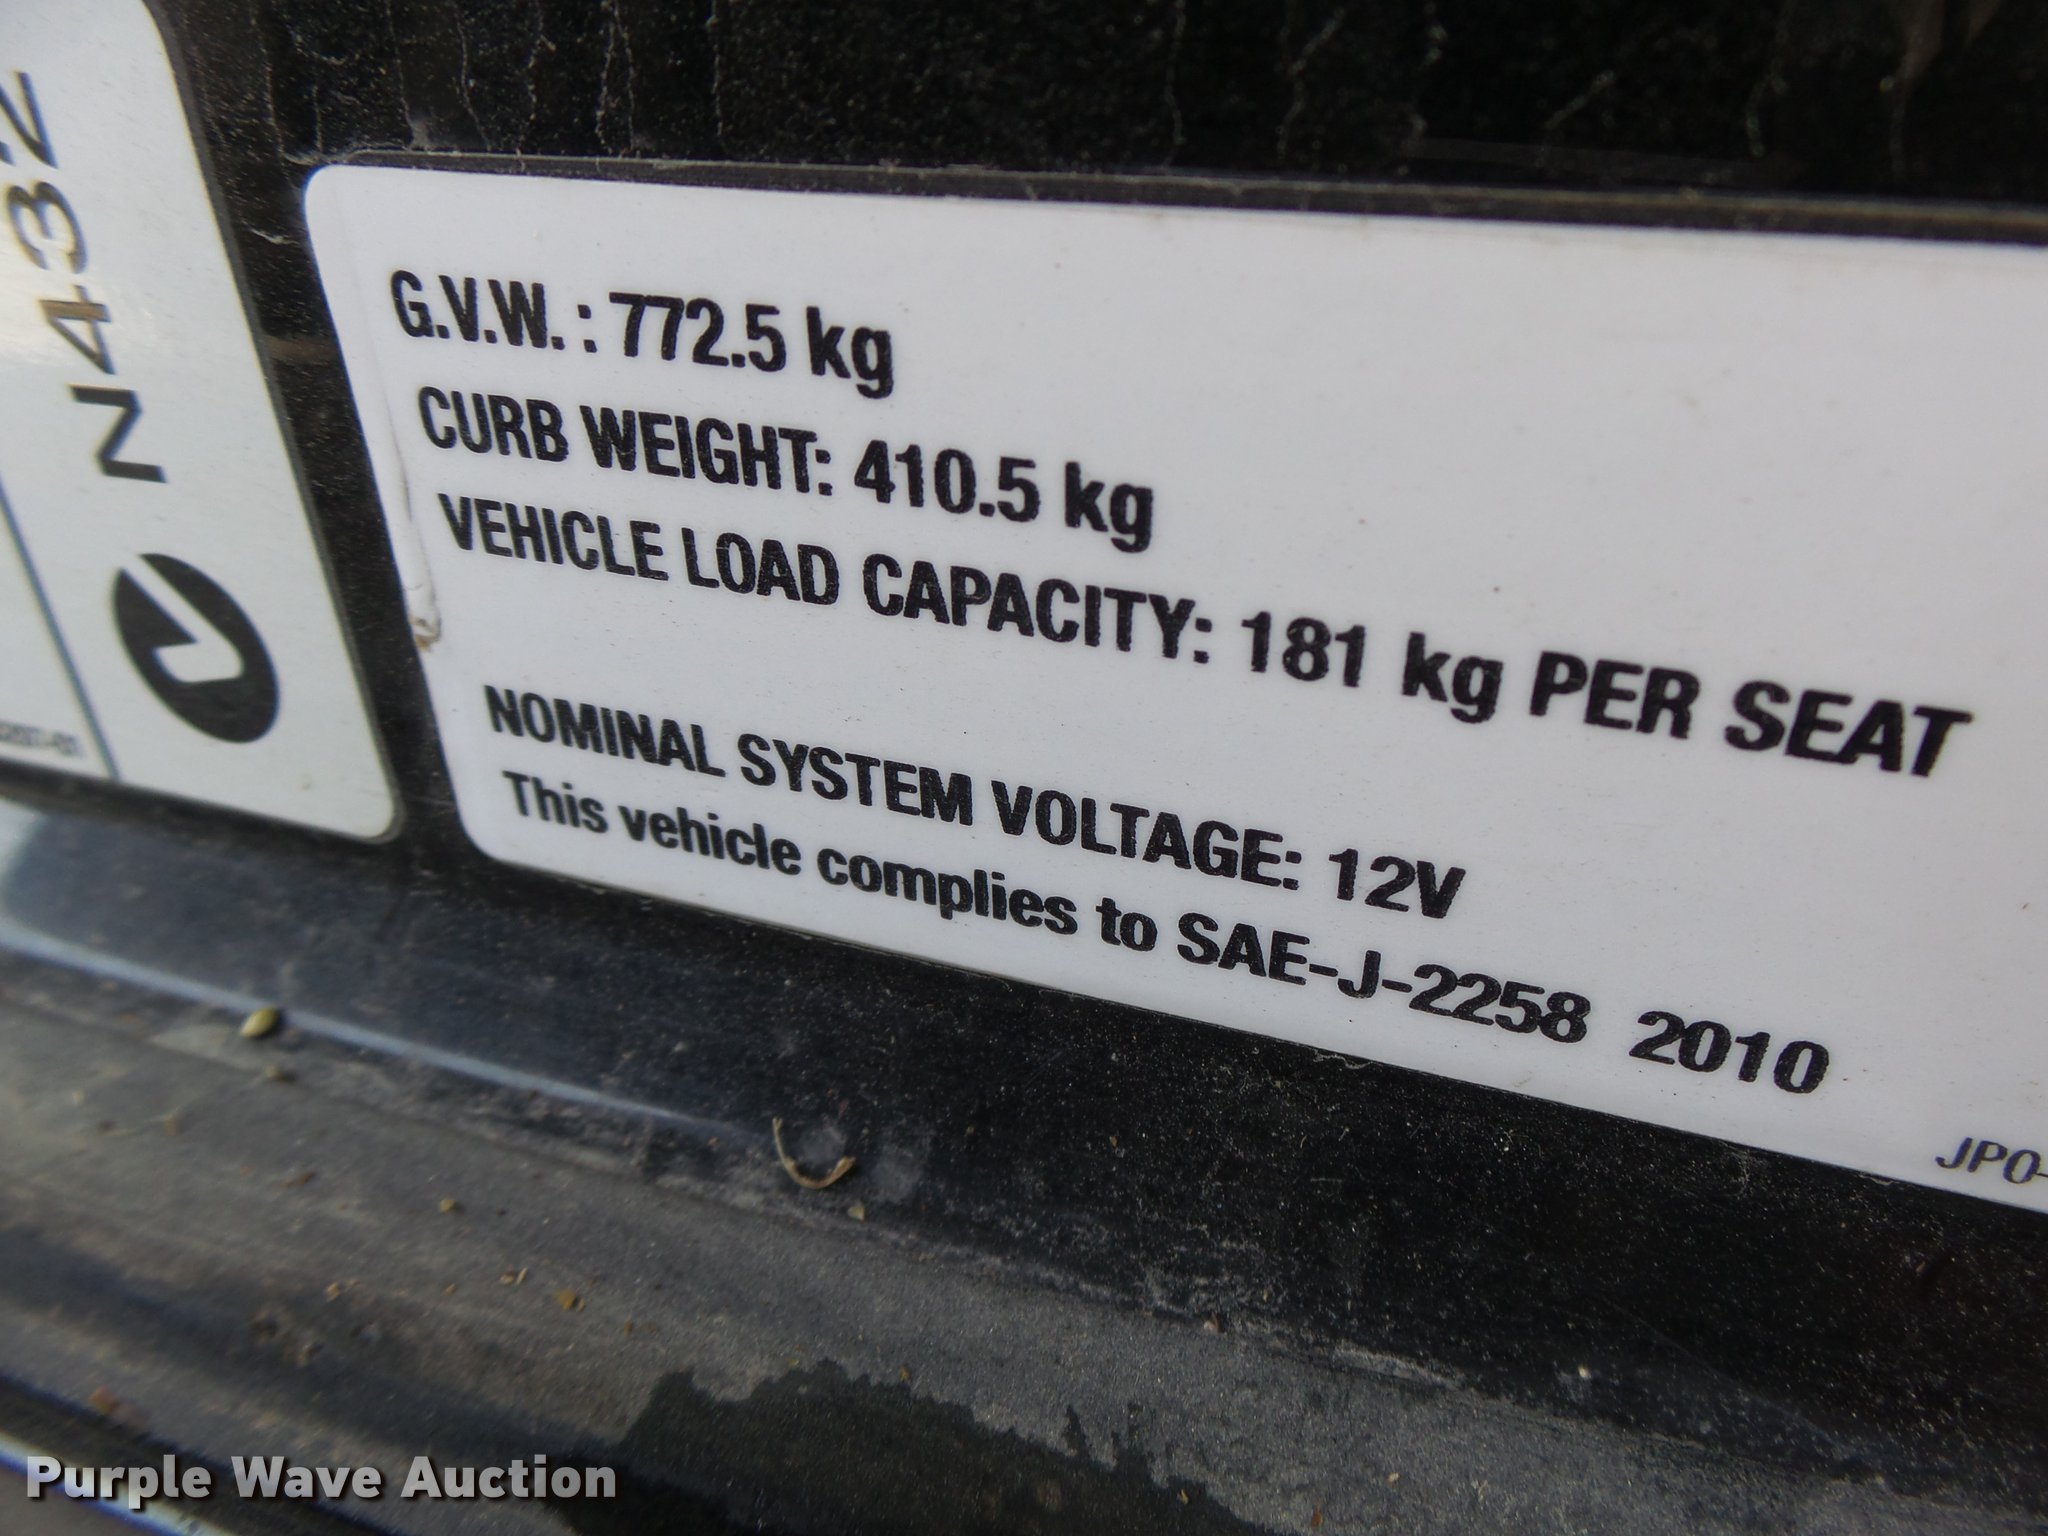 N432
G.V.W. : 772.5 kg
CURB WEIGHT: 410.5 kg
VEHICLE LOAD CAPACITY: 181 kg PER SEAT
NOMINAL SYSTEM VOLTAGE: 12V
This vehicle complies to SAE-J-2258 2010
JP0-
Purple Wave Auction